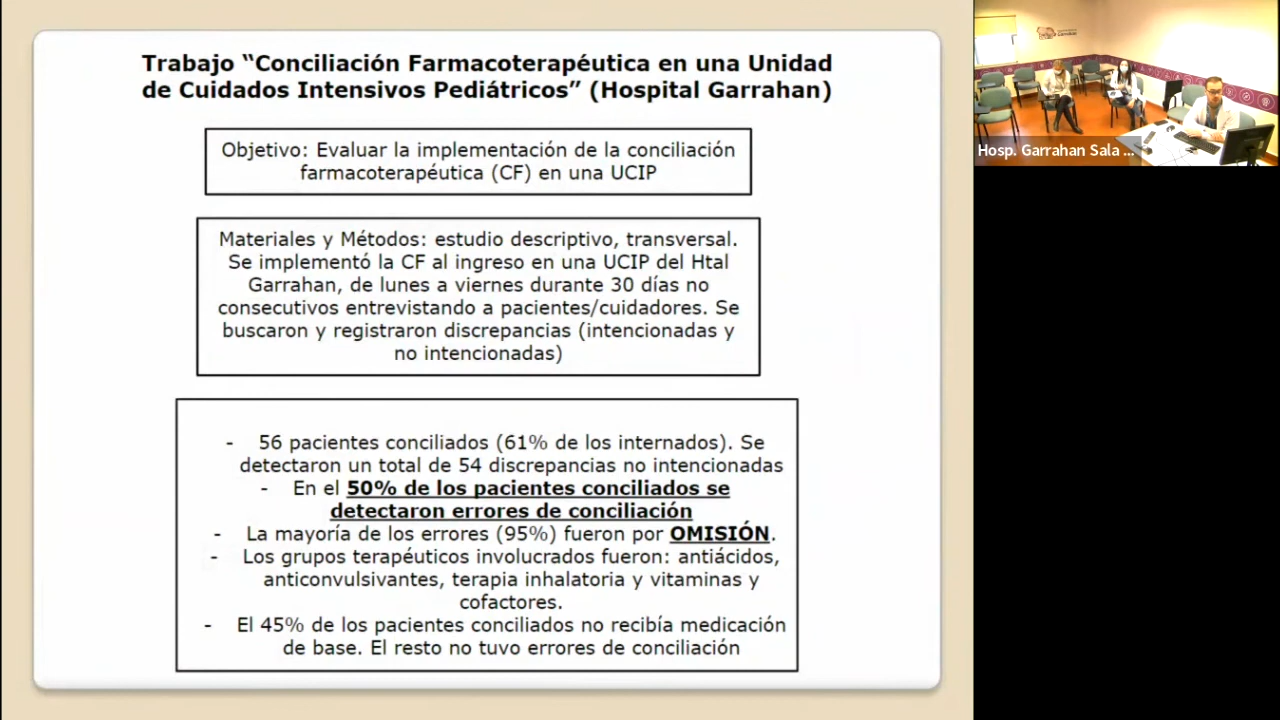 Trabajo “Conciliación Farmacoterapéutica en una Unidad
de Cuidados Intensivos Pediátricos” (Hospital Garrahan)
Objetivo: Evaluar la implementación de la conciliación
farmacoterapéutica (CF) en una UCIP
Materiales y Métodos: estudio descriptivo, transversal.
Se implementó la CF al ingreso en una UCIP del Htal
Garrahan, de lunes a viernes durante 30 días no
consecutivos entrevistando a pacientes/cuidadores. Se
buscaron y registraron discrepancias (intencionadas y
no intencionadas)
- 56 pacientes conciliados (61% de los internados). Se
detectaron un total de 54 discrepancias no intencionadas
- En el 50% de los pacientes conciliados se
detectaron errores de conciliación
- La mayoría de los errores (95%) fueron por OMISIÓN.
- Los grupos terapéuticos involucrados fueron: antiácidos,
anticonvulsivantes, terapia inhalatoria y vitaminas y
cofactores.
- El 45% de los pacientes conciliados no recibía medicación
de base. El resto no tuvo errores de conciliación
Hosp. Garrahan Sala ...